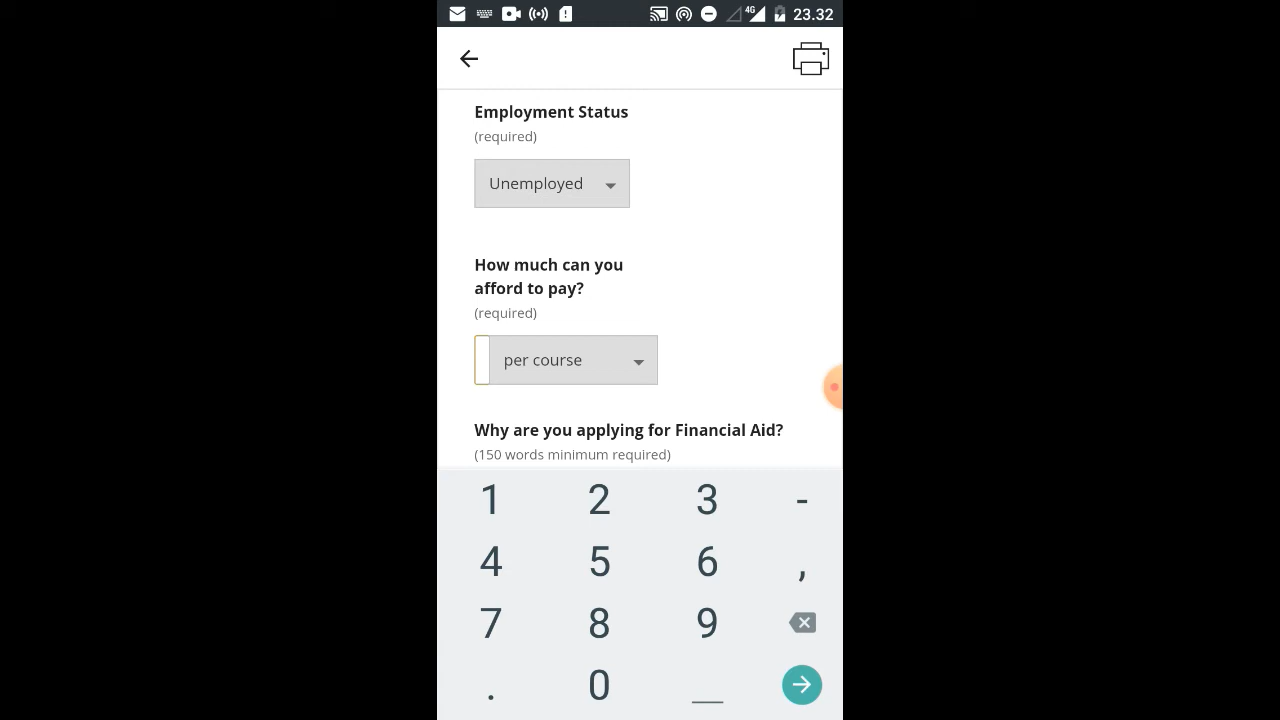 4G 23.32
Employment Status
(required)
Unemployed
How much can you
afford to pay?
(required)
per course
Why are you applying for Financial Aid?
(150 words minimum required)
1 2 3 -
4 5 6 ,
7 8 9
. 0 _